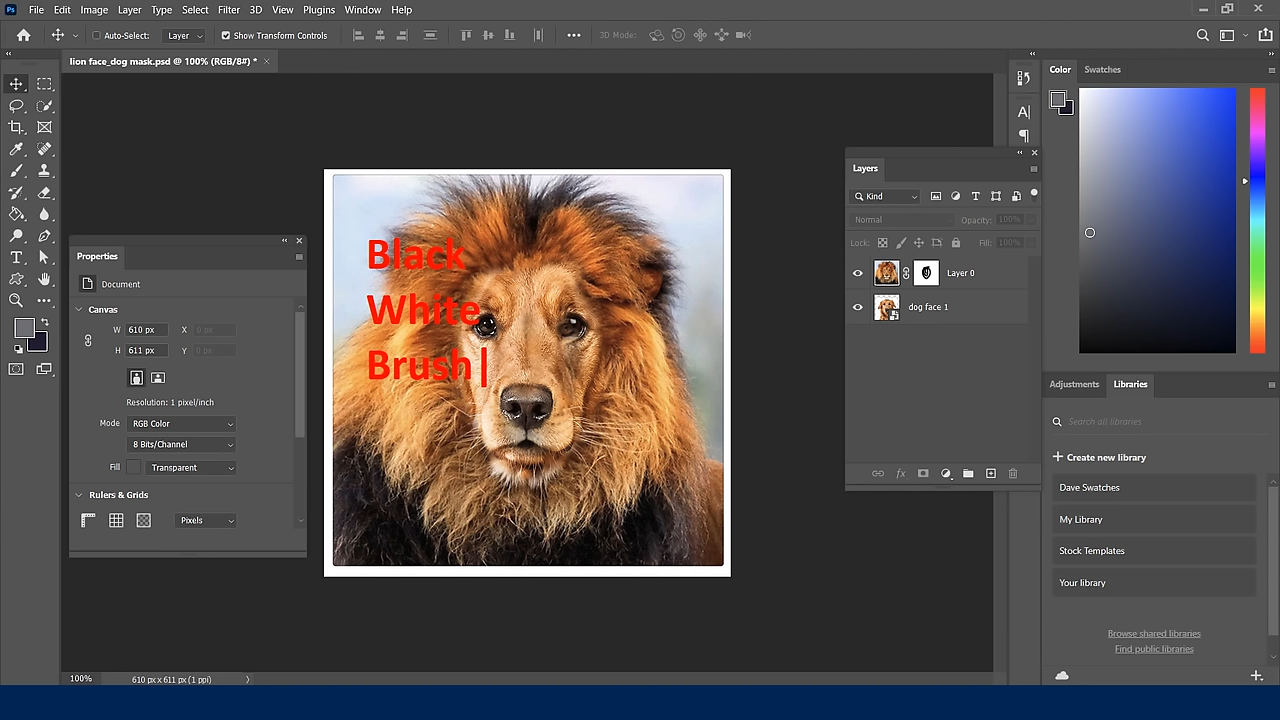 Ps File Edit Image Layer Type Select Filter 3D View Plugins Window Help
Auto-Select: Layer Show Transform Controls 3D Mode:
lion face_dog mask.psd @ 100% (RGB/8#) *
Color Swatches
Properties
Document
Canvas
W 610 px X 0 px
H 611 px Y 0 px
Resolution: 1 pixel/inch
Mode RGB Color
8 Bits/Channel
Fill Transparent
Rulers & Grids
Pixels
Black
White
Brush
Layers
Kind
Normal Opacity: 100%
Lock: Fill: 100%
Layer 0
dog face 1
fx
Adjustments Libraries
Search all libraries
Create new library
Dave Swatches
My Library
Stock Templates
Your library
Browse shared libraries
Find public libraries
100% 610 px x 611 px (1 ppi)